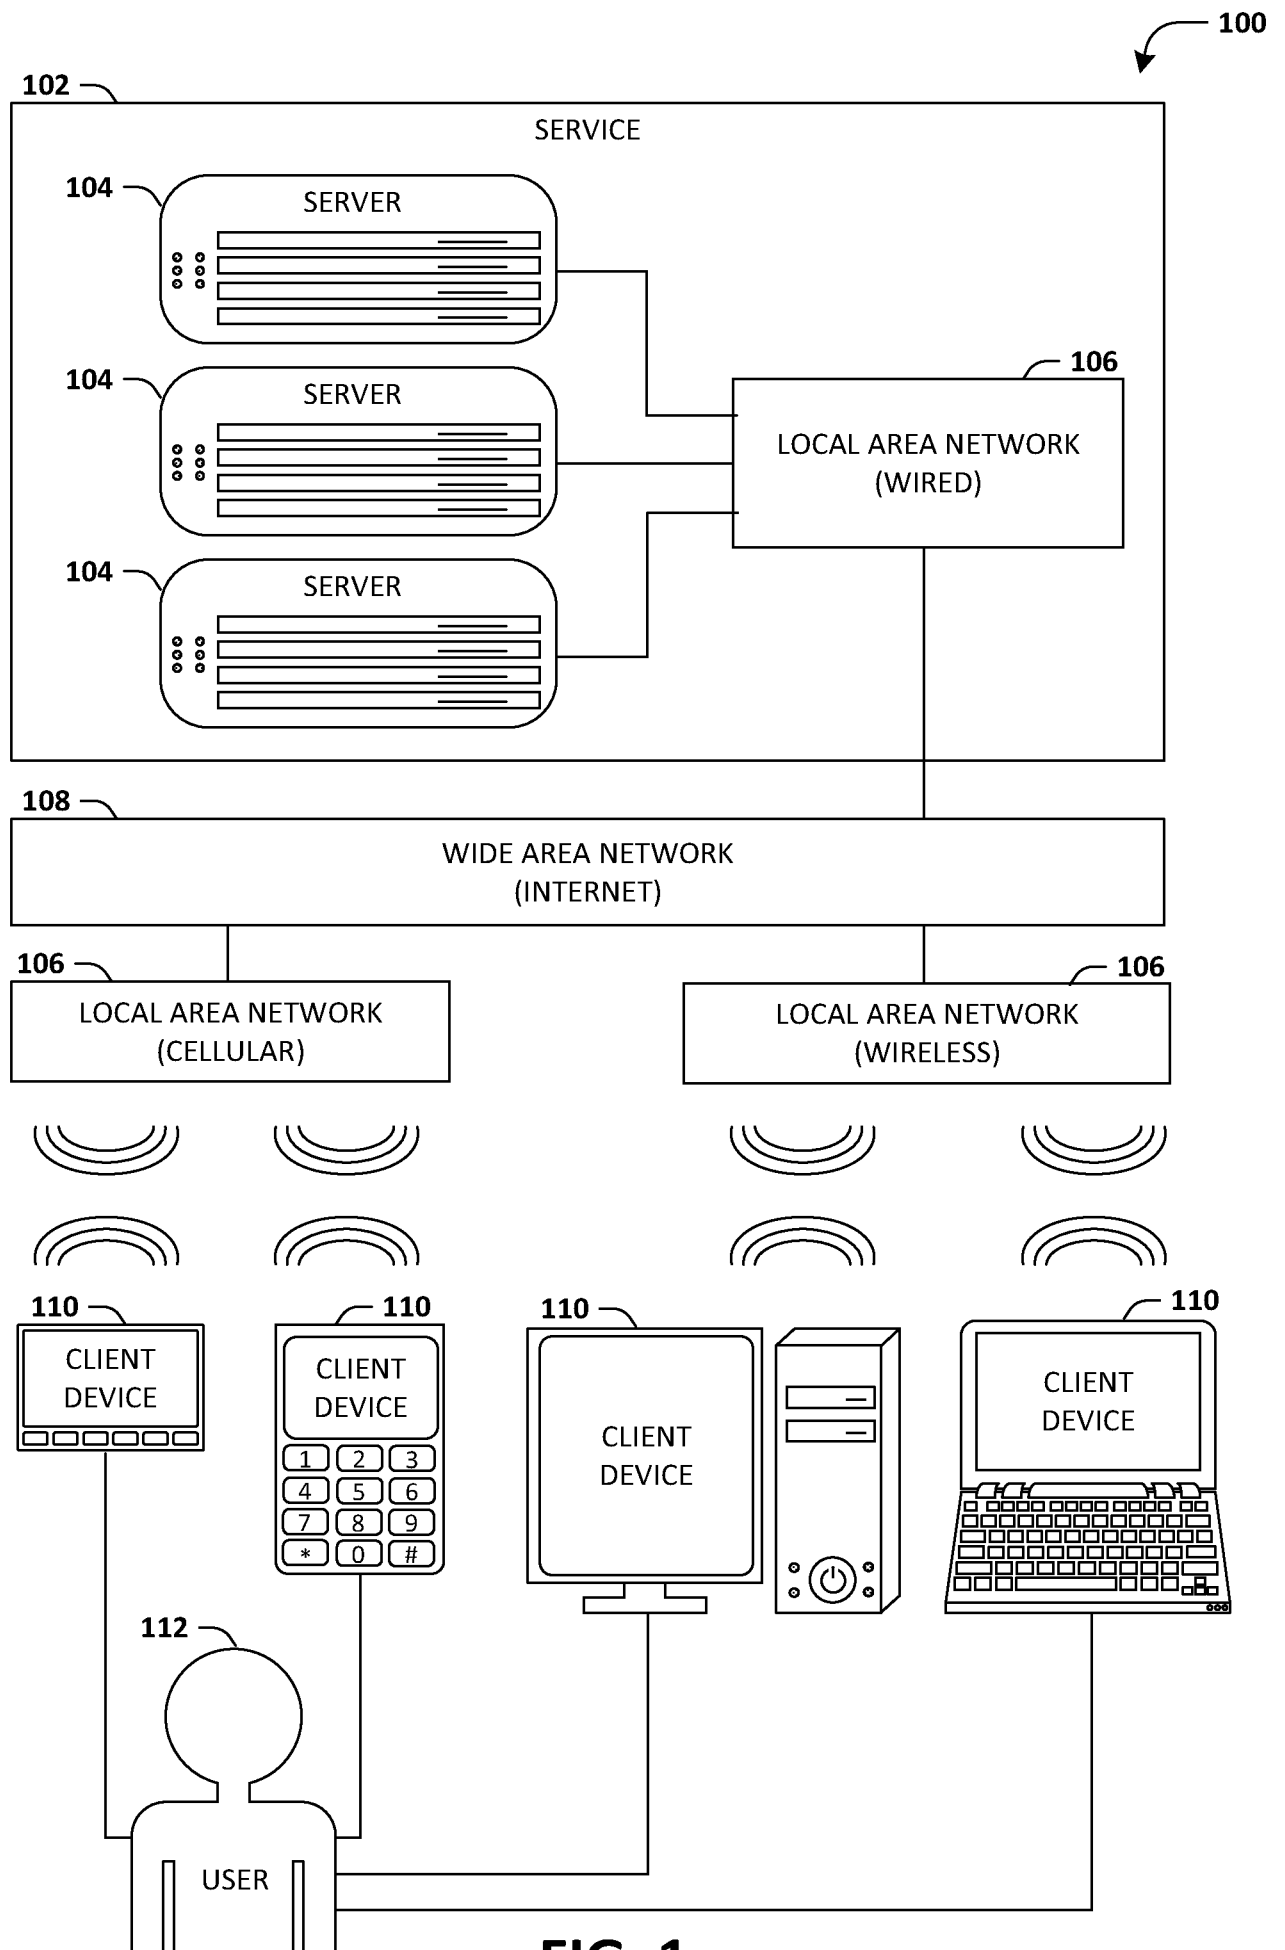 100
102
SERVICE
104
SERVER
104
SERVER
106
LOCAL AREA NETWORK
(WIRED)
104
SERVER
108
WIDE AREA NETWORK
(INTERNET)
106
LOCAL AREA NETWORK
(CELLULAR)
106
LOCAL AREA NETWORK
(WIRELESS)
110
CLIENT
DEVICE
110
CLIENT
DEVICE
1 2 3
4 5 6
7 8 9
* 0 #
110
CLIENT
DEVICE
110
CLIENT
DEVICE
112
USER
FIG. 1